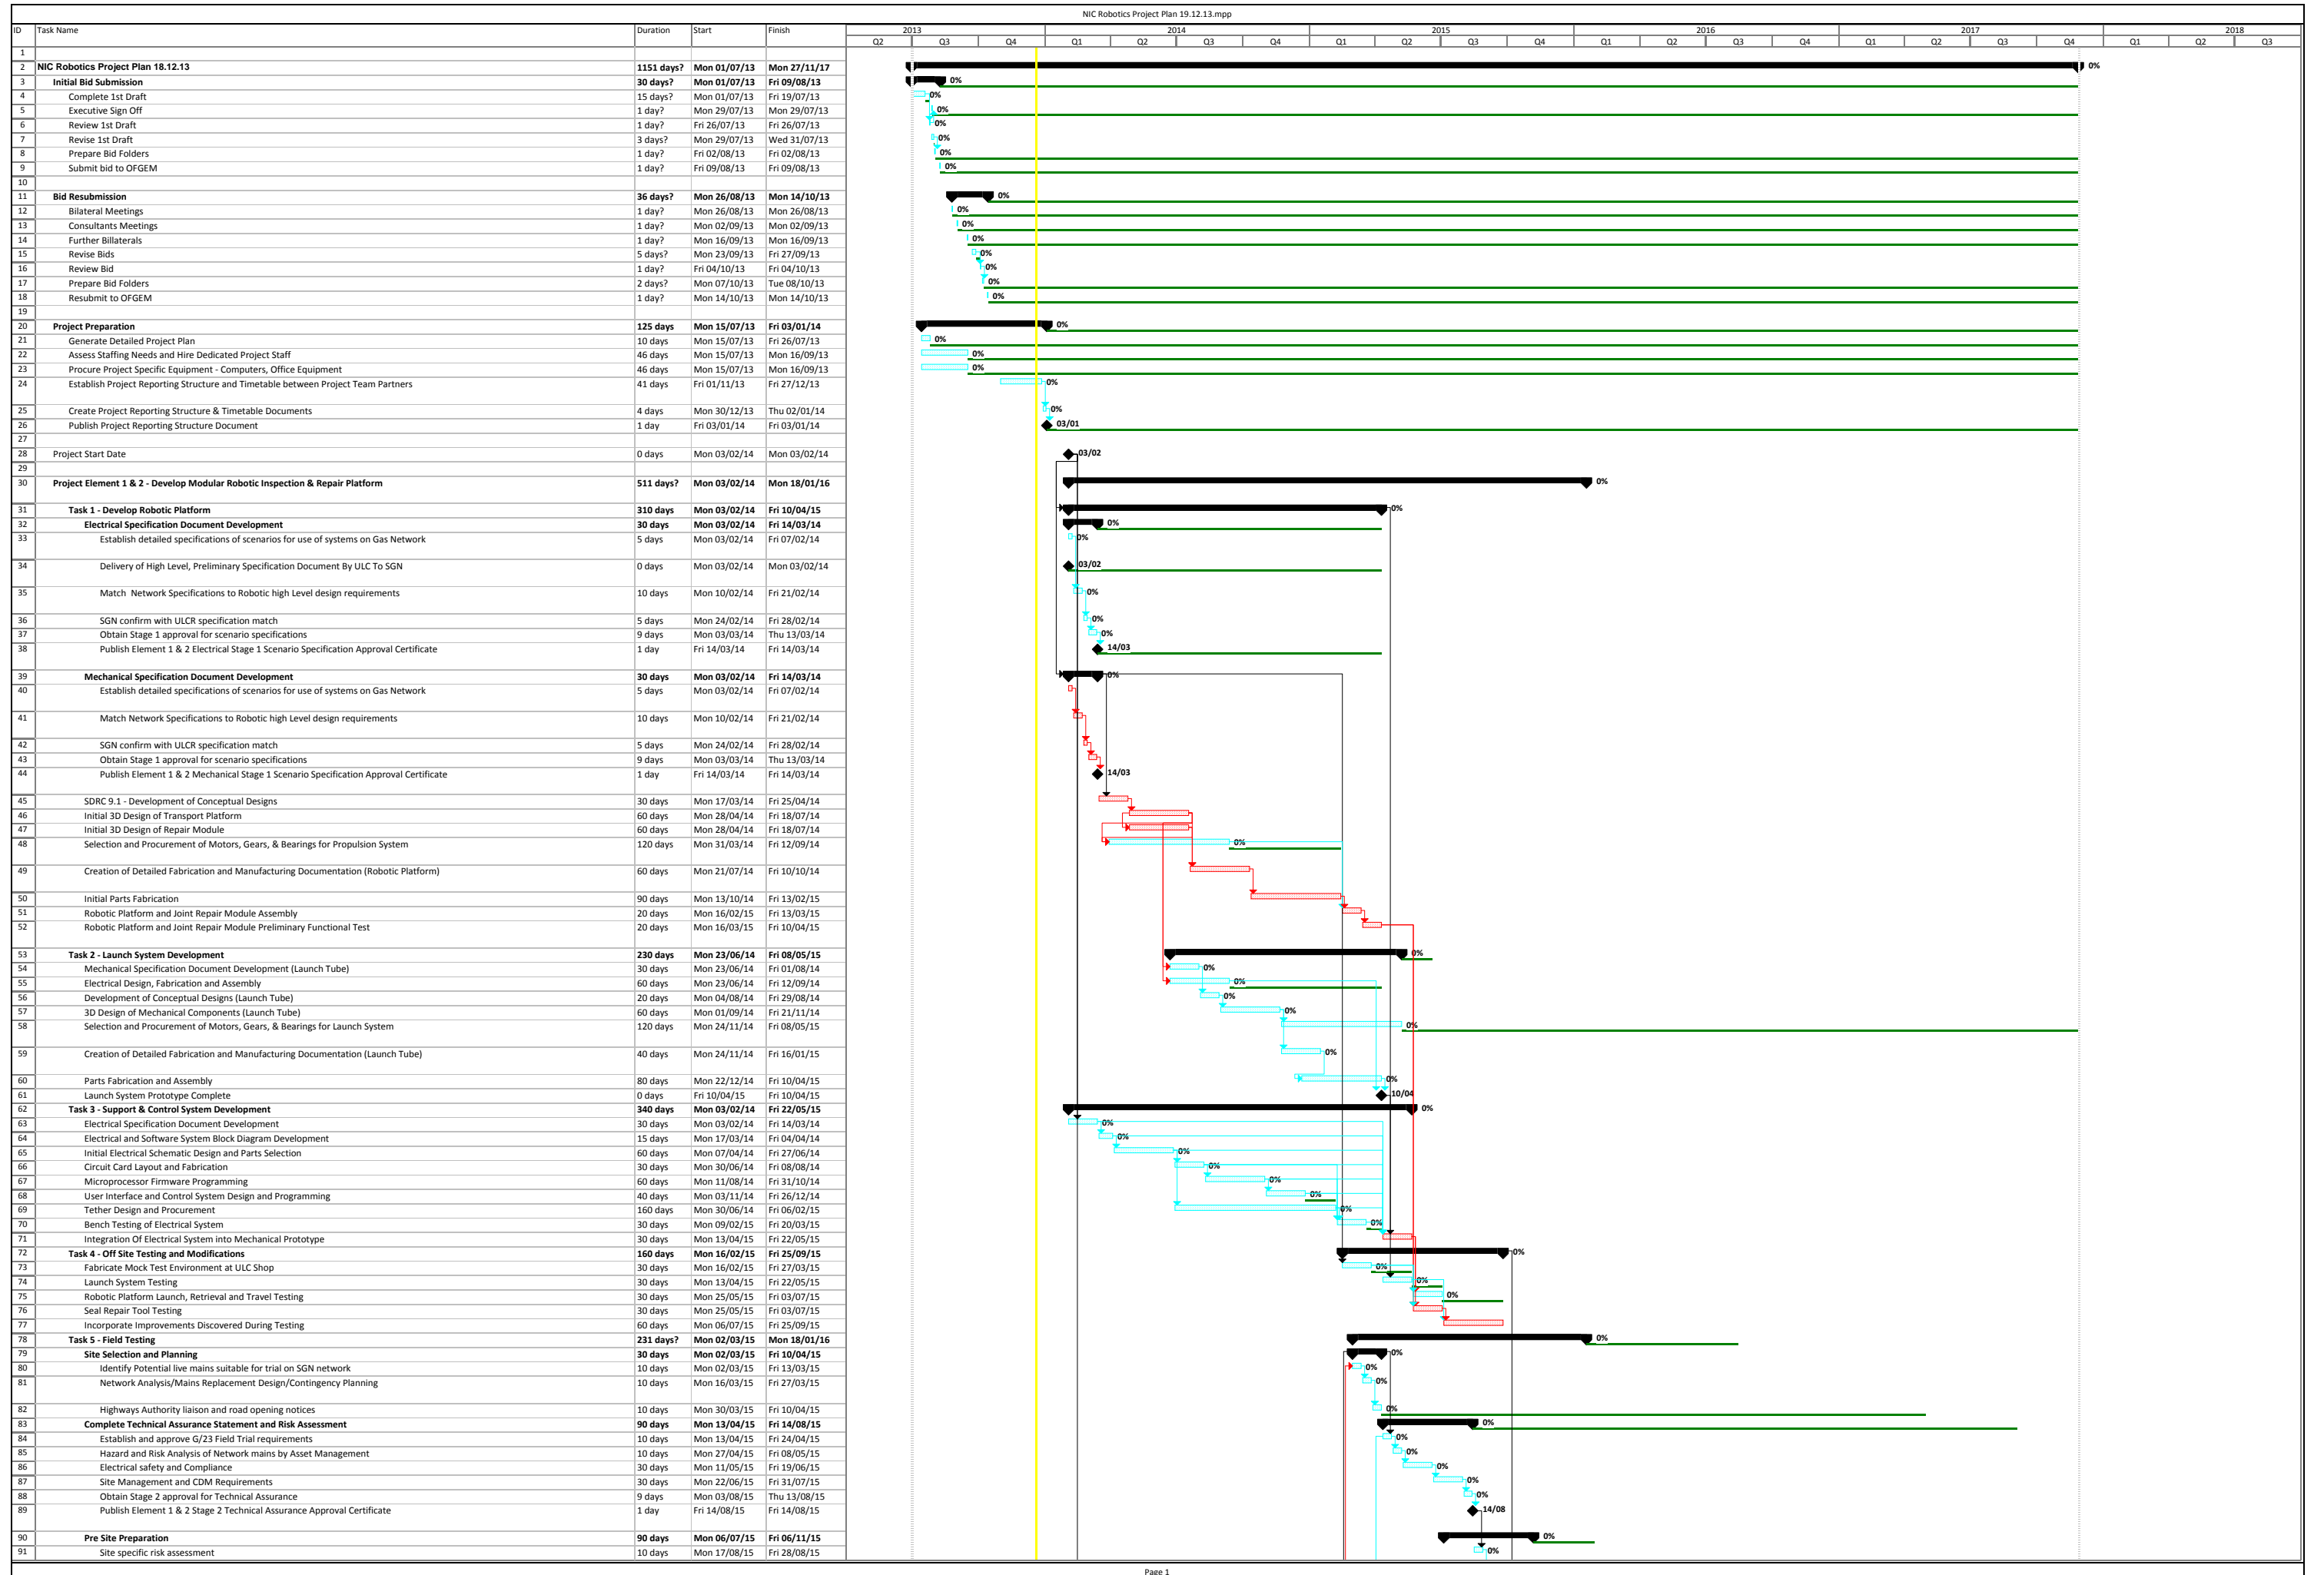 NIC Robotics Project Plan 19.12.13.mpp
ID Task Name Duration Start Finish 2013 2014 2015 2016 2017 2018
Q2 Q3 Q4 Q1 Q2 Q3 Q4 Q1 Q2 Q3 Q4 Q1 Q2 Q3 Q4 Q1 Q2 Q3 Q4 Q1 Q2 Q3
1
2 NIC Robotics Project Plan 18.12.13 1151 days? Mon 01/07/13 Mon 27/11/17 0%
3 Initial Bid Submission 30 days? Mon 01/07/13 Fri 09/08/13 0%
4 Complete 1st Draft 15 days? Mon 01/07/13 Fri 19/07/13 0%
5 Executive Sign Off 1 day? Mon 29/07/13 Mon 29/07/13 0%
6 Review 1st Draft 1 day? Fri 26/07/13 Fri 26/07/13 0%
7 Revise 1st Draft 3 days? Mon 29/07/13 Wed 31/07/13 0%
8 Prepare Bid Folders 1 day? Fri 02/08/13 Fri 02/08/13 0%
9 Submit bid to OFGEM 1 day? Fri 09/08/13 Fri 09/08/13 0%
10
11 Bid Resubmission 36 days? Mon 26/08/13 Mon 14/10/13 0%
12 Bilateral Meetings 1 day? Mon 26/08/13 Mon 26/08/13 0%
13 Consultants Meetings 1 day? Mon 02/09/13 Mon 02/09/13 0%
14 Further Billaterals 1 day? Mon 16/09/13 Mon 16/09/13 0%
15 Revise Bids 5 days? Mon 23/09/13 Fri 27/09/13 0%
16 Review Bid 1 day? Fri 04/10/13 Fri 04/10/13 0%
17 Prepare Bid Folders 2 days? Mon 07/10/13 Tue 08/10/13 0%
18 Resubmit to OFGEM 1 day? Mon 14/10/13 Mon 14/10/13 0%
19
20 Project Preparation 125 days Mon 15/07/13 Fri 03/01/14 0%
21 Generate Detailed Project Plan 10 days Mon 15/07/13 Fri 26/07/13 0%
22 Assess Staffing Needs and Hire Dedicated Project Staff 46 days Mon 15/07/13 Mon 16/09/13 0%
23 Procure Project Specific Equipment - Computers, Office Equipment 46 days Mon 15/07/13 Mon 16/09/13 0%
24 Establish Project Reporting Structure and Timetable between Project Team Partners 41 days Fri 01/11/13 Fri 27/12/13 0%
25 Create Project Reporting Structure & Timetable Documents 4 days Mon 30/12/13 Thu 02/01/14 0%
26 Publish Project Reporting Structure Document 1 day Fri 03/01/14 Fri 03/01/14 03/01
27
28 Project Start Date 0 days Mon 03/02/14 Mon 03/02/14 03/02
29
30 Project Element 1 & 2 - Develop Modular Robotic Inspection & Repair Platform 511 days? Mon 03/02/14 Mon 18/01/16 0%
31 Task 1 - Develop Robotic Platform 310 days Mon 03/02/14 Fri 10/04/15 0%
32 Electrical Specification Document Development 30 days Mon 03/02/14 Fri 14/03/14 0%
33 Establish detailed specifications of scenarios for use of systems on Gas Network 5 days Mon 03/02/14 Fri 07/02/14 0%
34 Delivery of High Level, Preliminary Specification Document By ULC To SGN 0 days Mon 03/02/14 Mon 03/02/14 03/02
35 Match Network Specifications to Robotic high Level design requirements 10 days Mon 10/02/14 Fri 21/02/14 0%
36 SGN confirm with ULCR specification match 5 days Mon 24/02/14 Fri 28/02/14 0%
37 Obtain Stage 1 approval for scenario specifications 9 days Mon 03/03/14 Thu 13/03/14 0%
38 Publish Element 1 & 2 Electrical Stage 1 Scenario Specification Approval Certificate 1 day Fri 14/03/14 Fri 14/03/14 14/03
39 Mechanical Specification Document Development 30 days Mon 03/02/14 Fri 14/03/14 0%
40 Establish detailed specifications of scenarios for use of systems on Gas Network 5 days Mon 03/02/14 Fri 07/02/14
41 Match Network Specifications to Robotic high Level design requirements 10 days Mon 10/02/14 Fri 21/02/14
42 SGN confirm with ULCR specification match 5 days Mon 24/02/14 Fri 28/02/14
43 Obtain Stage 1 approval for scenario specifications 9 days Mon 03/03/14 Thu 13/03/14
44 Publish Element 1 & 2 Mechanical Stage 1 Scenario Specification Approval Certificate 1 day Fri 14/03/14 Fri 14/03/14 14/03
45 SDRC 9.1 - Development of Conceptual Designs 30 days Mon 17/03/14 Fri 25/04/14
46 Initial 3D Design of Transport Platform 60 days Mon 28/04/14 Fri 18/07/14
47 Initial 3D Design of Repair Module 60 days Mon 28/04/14 Fri 18/07/14
48 Selection and Procurement of Motors, Gears, & Bearings for Propulsion System 120 days Mon 31/03/14 Fri 12/09/14 0%
49 Creation of Detailed Fabrication and Manufacturing Documentation (Robotic Platform) 60 days Mon 21/07/14 Fri 10/10/14
50 Initial Parts Fabrication 90 days Mon 13/10/14 Fri 13/02/15
51 Robotic Platform and Joint Repair Module Assembly 20 days Mon 16/02/15 Fri 13/03/15
52 Robotic Platform and Joint Repair Module Preliminary Functional Test 20 days Mon 16/03/15 Fri 10/04/15
53 Task 2 - Launch System Development 230 days Mon 23/06/14 Fri 08/05/15 0%
54 Mechanical Specification Document Development (Launch Tube) 30 days Mon 23/06/14 Fri 01/08/14 0%
55 Electrical Design, Fabrication and Assembly 60 days Mon 23/06/14 Fri 12/09/14 0%
56 Development of Conceptual Designs (Launch Tube) 20 days Mon 04/08/14 Fri 29/08/14 0%
57 3D Design of Mechanical Components (Launch Tube) 60 days Mon 01/09/14 Fri 21/11/14 0%
58 Selection and Procurement of Motors, Gears, & Bearings for Launch System 120 days Mon 24/11/14 Fri 08/05/15 0%
59 Creation of Detailed Fabrication and Manufacturing Documentation (Launch Tube) 40 days Mon 24/11/14 Fri 16/01/15 0%
60 Parts Fabrication and Assembly 80 days Mon 22/12/14 Fri 10/04/15 0%
61 Launch System Prototype Complete 0 days Fri 10/04/15 Fri 10/04/15 10/04
62 Task 3 - Support & Control System Development 340 days Mon 03/02/14 Fri 22/05/15 0%
63 Electrical Specification Document Development 30 days Mon 03/02/14 Fri 14/03/14 0%
64 Electrical and Software System Block Diagram Development 15 days Mon 17/03/14 Fri 04/04/14 0%
65 Initial Electrical Schematic Design and Parts Selection 60 days Mon 07/04/14 Fri 27/06/14 0%
66 Circuit Card Layout and Fabrication 30 days Mon 30/06/14 Fri 08/08/14 0%
67 Microprocessor Firmware Programming 60 days Mon 11/08/14 Fri 31/10/14 0%
68 User Interface and Control System Design and Programming 40 days Mon 03/11/14 Fri 26/12/14 0%
69 Tether Design and Procurement 160 days Mon 30/06/14 Fri 06/02/15 0%
70 Bench Testing of Electrical System 30 days Mon 09/02/15 Fri 20/03/15 0%
71 Integration Of Electrical System into Mechanical Prototype 30 days Mon 13/04/15 Fri 22/05/15
72 Task 4 - Off Site Testing and Modifications 160 days Mon 16/02/15 Fri 25/09/15 0%
73 Fabricate Mock Test Environment at ULC Shop 30 days Mon 16/02/15 Fri 27/03/15 0%
74 Launch System Testing 30 days Mon 13/04/15 Fri 22/05/15 0%
75 Robotic Platform Launch, Retrieval and Travel Testing 30 days Mon 25/05/15 Fri 03/07/15 0%
76 Seal Repair Tool Testing 30 days Mon 25/05/15 Fri 03/07/15
77 Incorporate Improvements Discovered During Testing 60 days Mon 06/07/15 Fri 25/09/15
78 Task 5 - Field Testing 231 days? Mon 02/03/15 Mon 18/01/16 0%
79 Site Selection and Planning 30 days Mon 02/03/15 Fri 10/04/15 0%
80 Identify Potential live mains suitable for trial on SGN network 10 days Mon 02/03/15 Fri 13/03/15 0%
81 Network Analysis/Mains Replacement Design/Contingency Planning 10 days Mon 16/03/15 Fri 27/03/15 0%
82 Highways Authority liaison and road opening notices 10 days Mon 30/03/15 Fri 10/04/15 0%
83 Complete Technical Assurance Statement and Risk Assessment 90 days Mon 13/04/15 Fri 14/08/15 0%
84 Establish and approve G/23 Field Trial requirements 10 days Mon 13/04/15 Fri 24/04/15 0%
85 Hazard and Risk Analysis of Network mains by Asset Management 10 days Mon 27/04/15 Fri 08/05/15 0%
86 Electrical safety and Compliance 30 days Mon 11/05/15 Fri 19/06/15 0%
87 Site Management and CDM Requirements 30 days Mon 22/06/15 Fri 31/07/15 0%
88 Obtain Stage 2 approval for Technical Assurance 9 days Mon 03/08/15 Thu 13/08/15 0%
89 Publish Element 1 & 2 Stage 2 Technical Assurance Approval Certificate 1 day Fri 14/08/15 Fri 14/08/15 14/08
90 Pre Site Preparation 90 days Mon 06/07/15 Fri 06/11/15 0%
91 Site specific risk assessment 10 days Mon 17/08/15 Fri 28/08/15 0%
Page 1